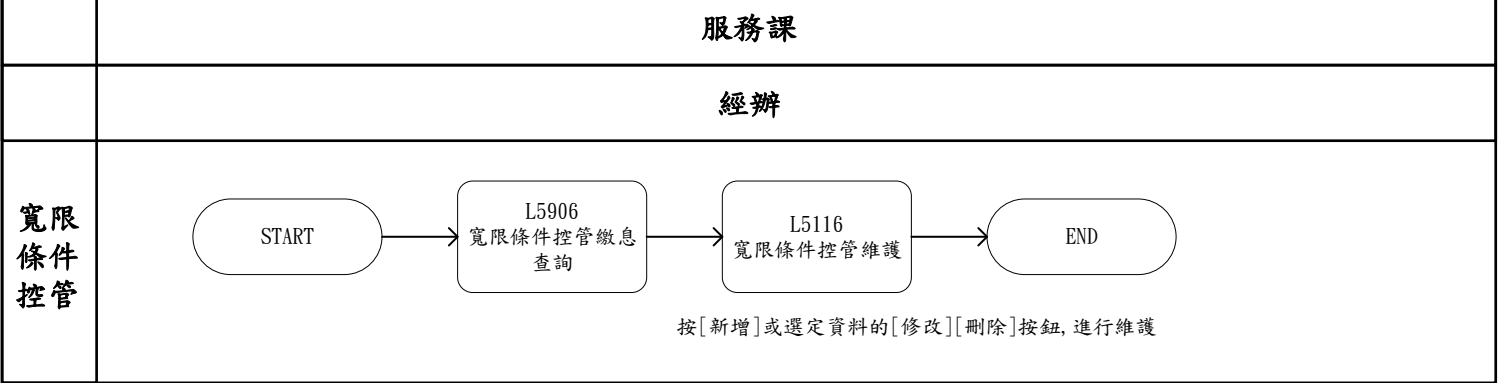 服務課
經辦
寬限
條件
控管
START
L5906
寬限條件控管繳息
查詢
L5116
寬限條件控管維護
END
按[新增]或選定資料的[修改][刪除]按鈕,進行維護